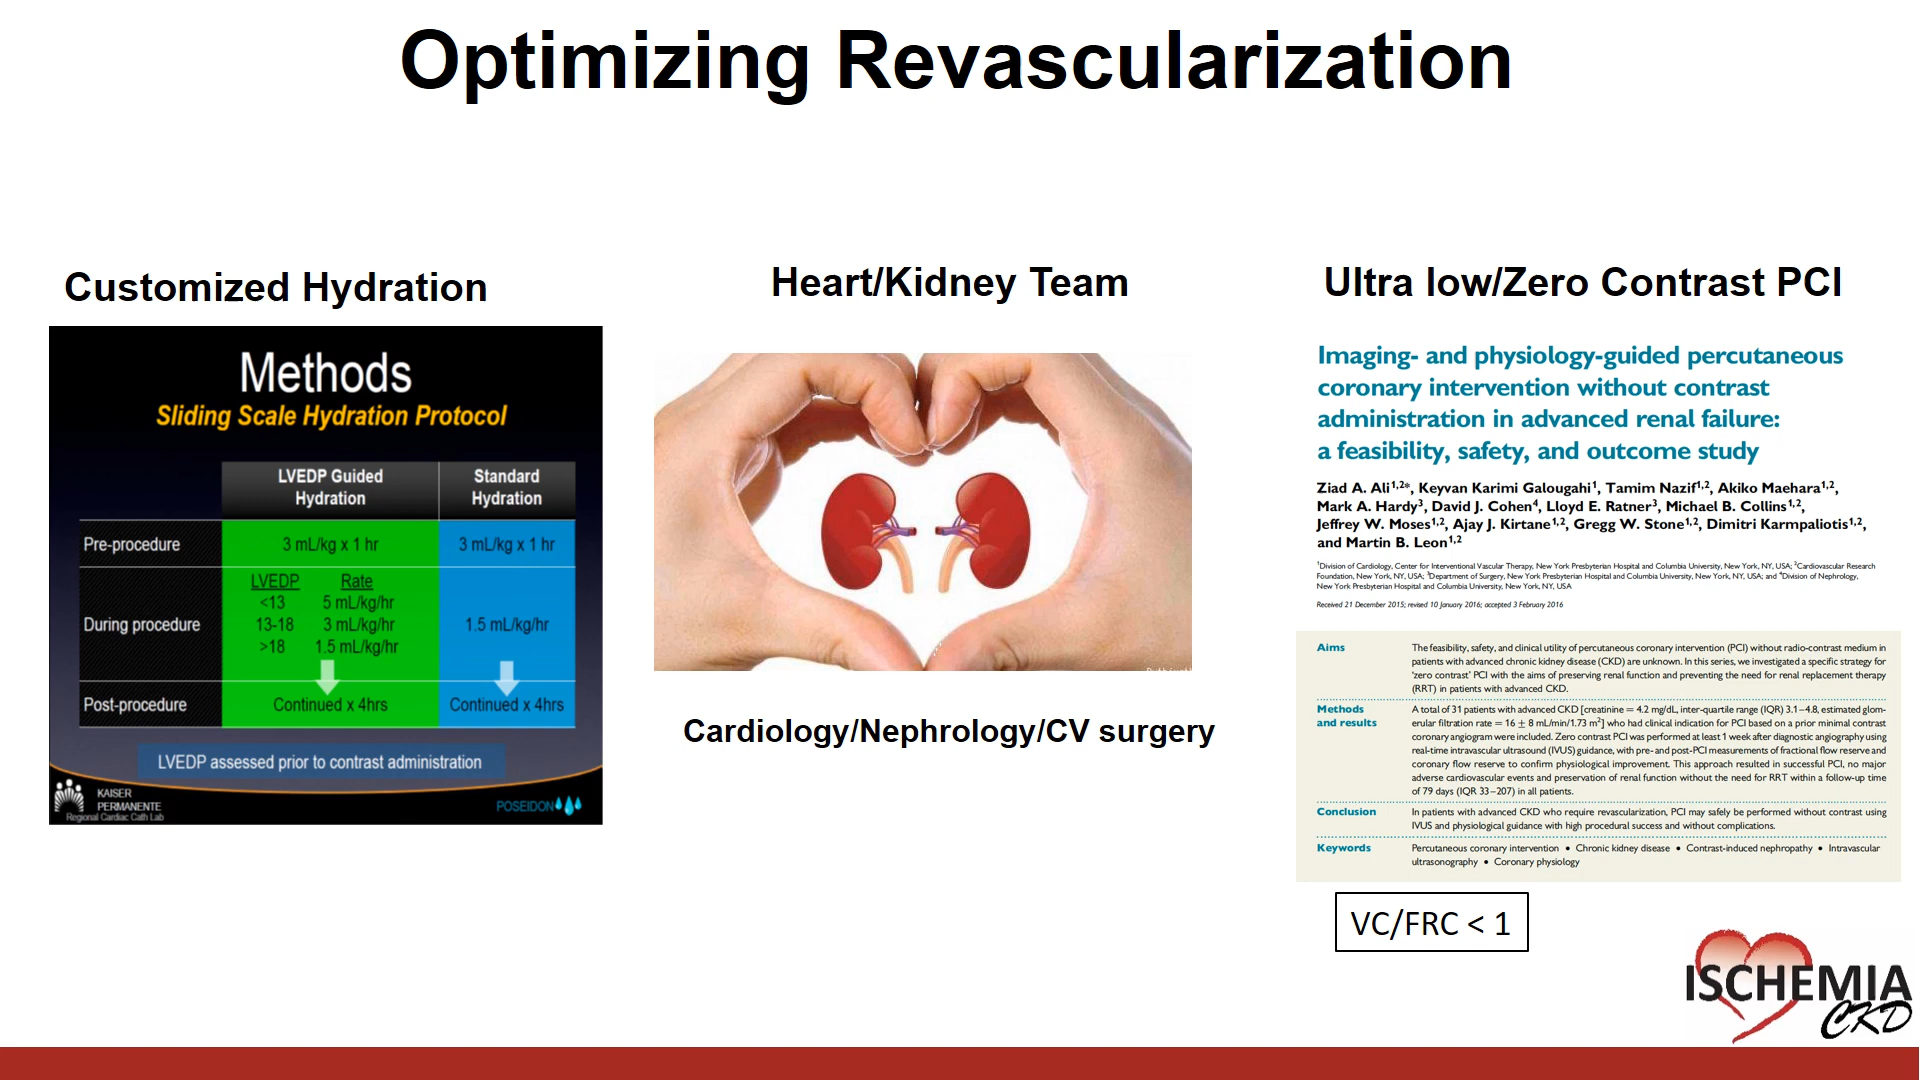 Optimizing Revascularization
Customized Hydration
Methods
Sliding Scale Hydration Protocol
LVEDP Guided Hydration
Standard Hydration
Pre-procedure
3 mL/kg x 1 hr
3 mL/kg x 1 hr
During procedure
LVEDP Rate
<13 5 mL/kg/hr
13-18 3 mL/kg/hr
>18 1.5 mL/kg/hr
1.5 mL/kg/hr
Post-procedure
Continued x 4hrs
Continued x 4hrs
LVEDP assessed prior to contrast administration
KAISER
PERMANENTE
Regional Cardiac Cath Lab
POSEIDON
Heart/Kidney Team
Cardiology/Nephrology/CV surgery
Ultra low/Zero Contrast PCI
Imaging- and physiology-guided percutaneous
coronary intervention without contrast
administration in advanced renal failure:
a feasibility, safety, and outcome study
Ziad A. Ali1,2*, Keyvan Karimi Galougahi1, Tamim Nazif1,2, Akiko Maehara1,2,
Mark A. Hardy3, David J. Cohen4, Lloyd E. Ratner3, Michael B. Collins1,2,
Jeffrey W. Moses1,2, Ajay J. Kirtane1,2, Gregg W. Stone1,2, Dimitri Karmpaliotis1,2,
and Martin B. Leon1,2
1Division of Cardiology, Center for Interventional Vascular Therapy, New York Presbyterian Hospital and Columbia University, New York, NY, USA; 2Cardiovascular Research
Foundation, New York, NY, USA; 3Department of Surgery, New York Presbyterian Hospital and Columbia University, New York, NY, USA; and 4Division of Nephrology,
New York Presbyterian Hospital and Columbia University, New York, NY, USA
Received 21 December 2015; revised 10 January 2016; accepted 3 February 2016
Aims
The feasibility, safety, and clinical utility of percutaneous coronary intervention (PCI) without radio-contrast medium in
patients with advanced chronic kidney disease (CKD) are unknown. In this series, we investigated a specific strategy for
'zero contrast' PCI with the aims of preserving renal function and preventing the need for renal replacement therapy
(RRT) in patients with advanced CKD.
Methods
and results
A total of 31 patients with advanced CKD [creatinine = 4.2 mg/dL, inter-quartile range (IQR) 3.1–4.8, estimated glom-
erular filtration rate = 16 ± 8 mL/min/1.73 m2] who had clinical indication for PCI based on a prior minimal contrast
coronary angiogram were included. Zero contrast PCI was performed at least 1 week after diagnostic angiography using
real-time intravascular ultrasound (IVUS) guidance, with pre- and post-PCI measurements of fractional flow reserve and
coronary flow reserve to confirm physiological improvement. This approach resulted in successful PCI, no major
adverse cardiovascular events and preservation of renal function without the need for RRT within a follow-up time
of 79 days (IQR 33–207) in all patients.
Conclusion
In patients with advanced CKD who require revascularization, PCI may safely be performed without contrast using
IVUS and physiological guidance with high procedural success and without complications.
Keywords
Percutaneous coronary intervention • Chronic kidney disease • Contrast-induced nephropathy • Intravascular
ultrasonography • Coronary physiology
VC/FRC < 1
ISCHEMIA
CKD